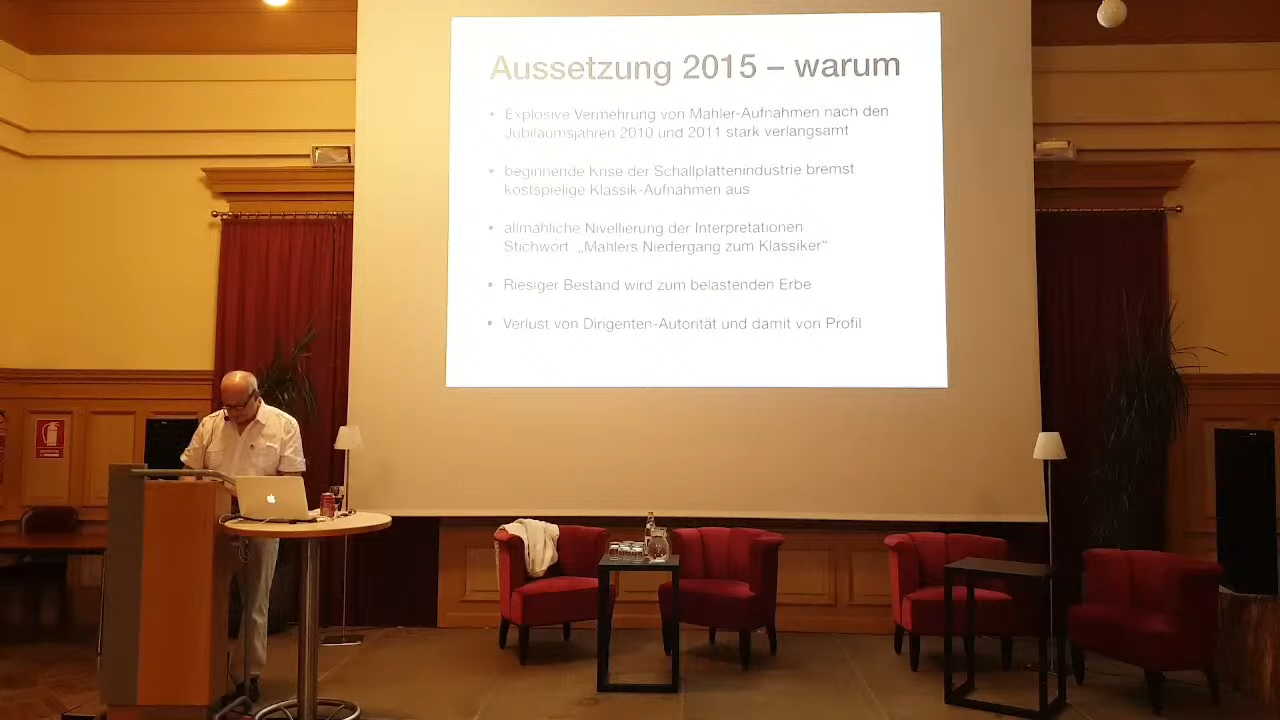 Aussetzung 2015 – warum
• Explosive Vermehrung von Mahler-Aufnahmen nach den
Jubiläumsjahren 2010 und 2011 stark verlangsamt
• beginnende Krise der Schallplattenindustrie bremst
kostspielige Klassik-Aufnahmen aus
• allmähliche Nivellierung der Interpretationen
Stichwort „Mahlers Niedergang zum Klassiker“
• Riesiger Bestand wird zum belastenden Erbe
• Verlust von Dirigenten-Autorität und damit von Profil